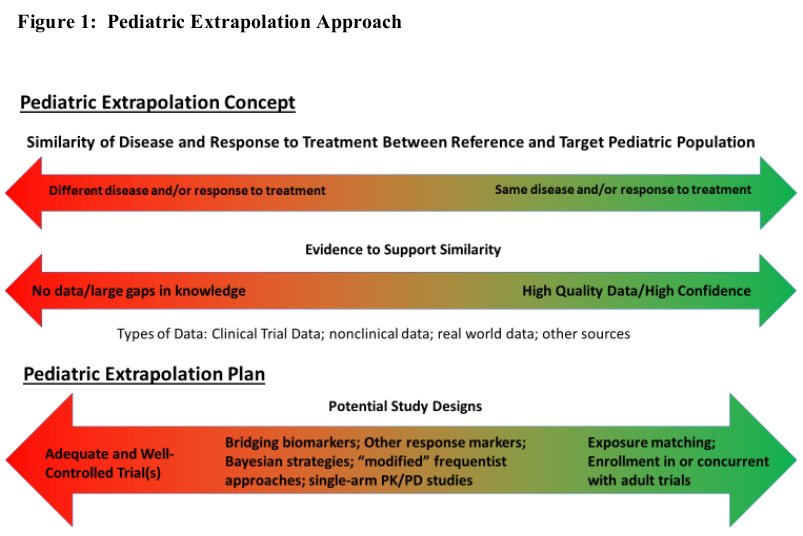 Figure 1:  Pediatric Extrapolation Approach
Pediatric Extrapolation Concept
Similarity of Disease and Response to Treatment Between Reference and Target Pediatric Population
Different disease and/or response to treatment
Same disease and/or response to treatment
Evidence to Support Similarity
No data/large gaps in knowledge
High Quality Data/High Confidence
Types of Data: Clinical Trial Data; nonclinical data; real world data; other sources
Pediatric Extrapolation Plan
Potential Study Designs
Adequate and Well-
Controlled Trial(s)
Bridging biomarkers; Other response markers;
Bayesian strategies; “modified” frequentist
approaches; single-arm PK/PD studies
Exposure matching;
Enrollment in or concurrent
with adult trials